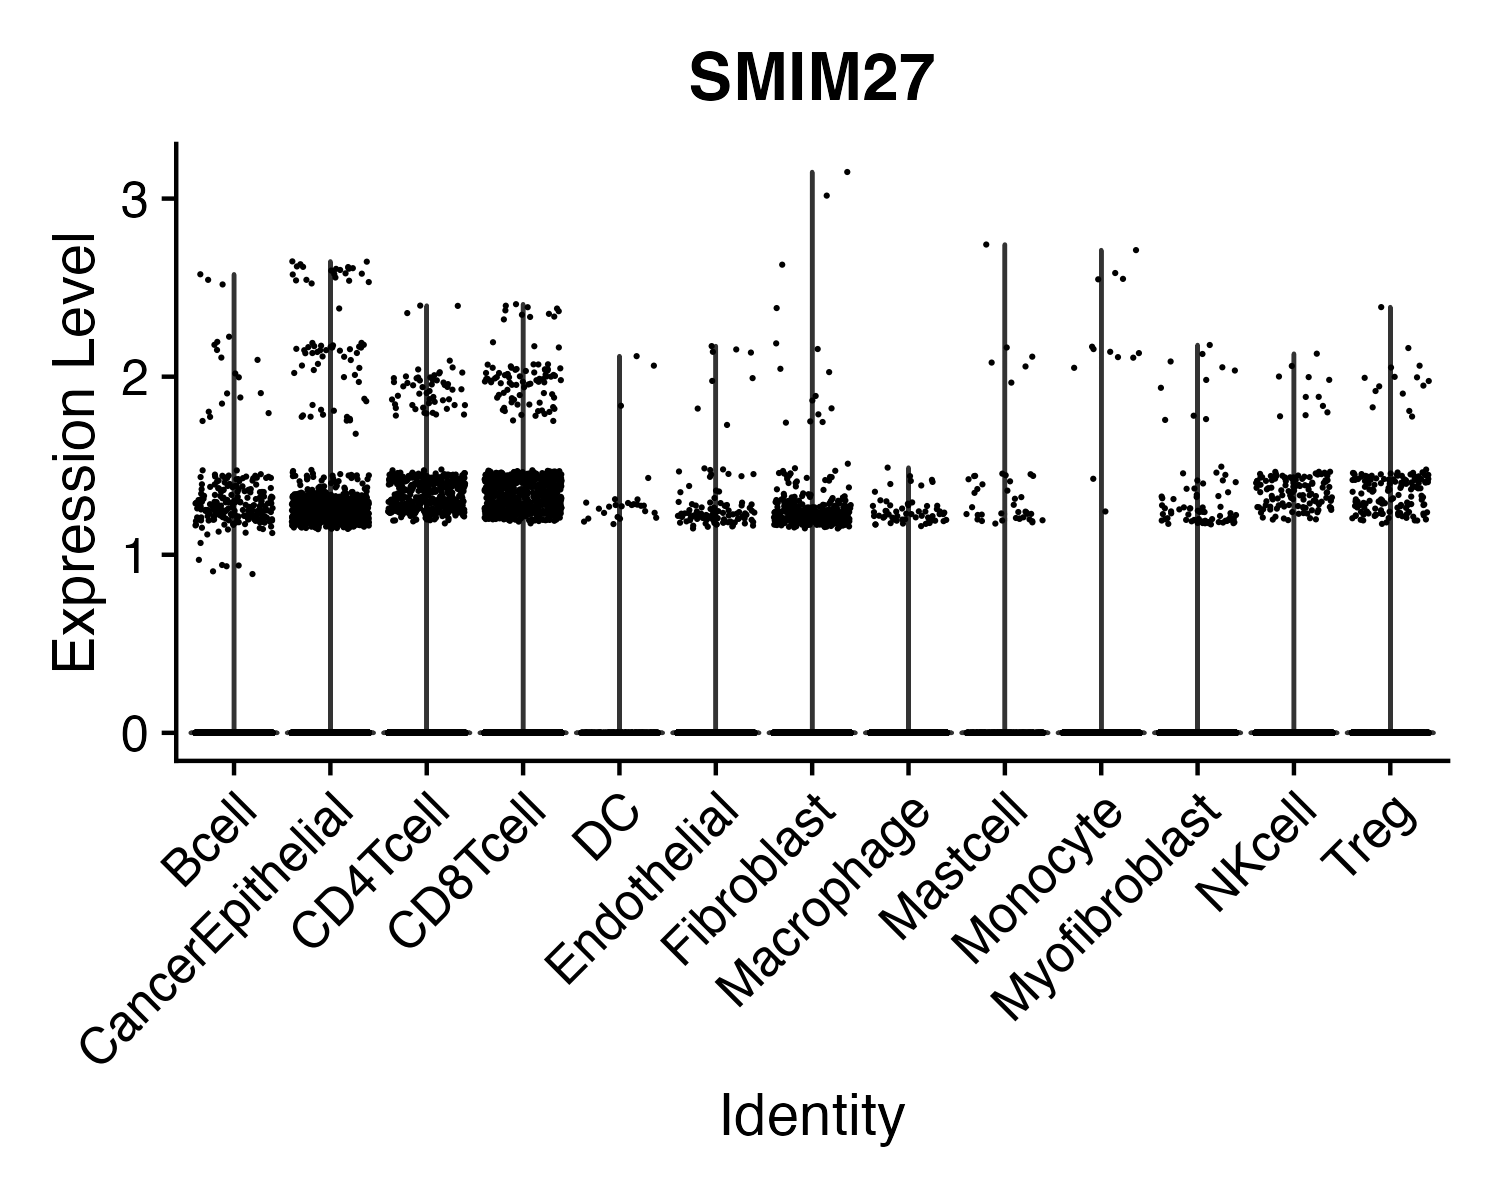 SMIM27
Expression Level
3
2
1
0
Bcell
CancerEpithelial
CD4Tcell
CD8Tcell
DC
Endothelial
Fibroblast
Macrophage
Mastcell
Monocyte
Myofibroblast
NKcell
Treg
Identity